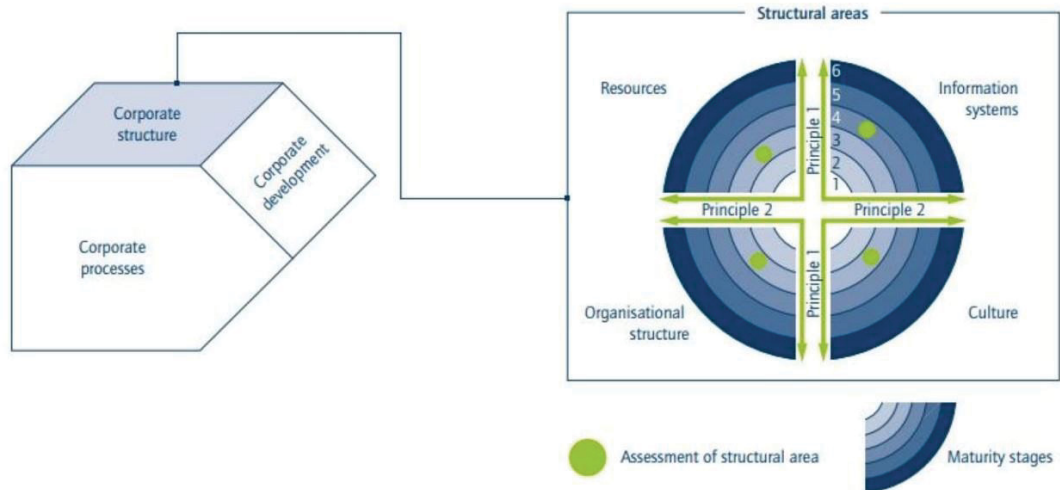 Structural areas
Corporate
structure
Corporate
development
Corporate
processes
Resources
Information
systems
6
5
4
3
2
1
Principle 1
Principle 2
Principle 2
Principle 1
Organisational
structure
Culture
Assessment of structural area
Maturity stages